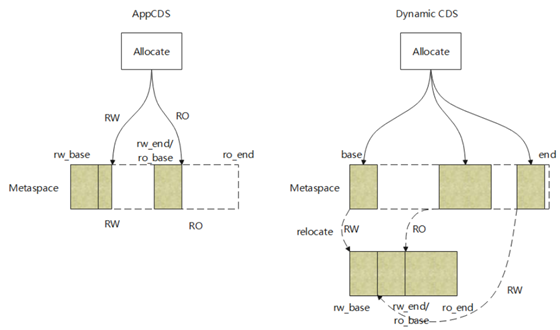 AppCDS
Dynamic CDS
Allocate
Allocate
RW
RO
rw_base
rw_end/
ro_base
ro_end
base
end
Metaspace
Metaspace
RW
RO
relocate
RW
RO
RW
rw_base
rw_end/
ro_base
ro_end